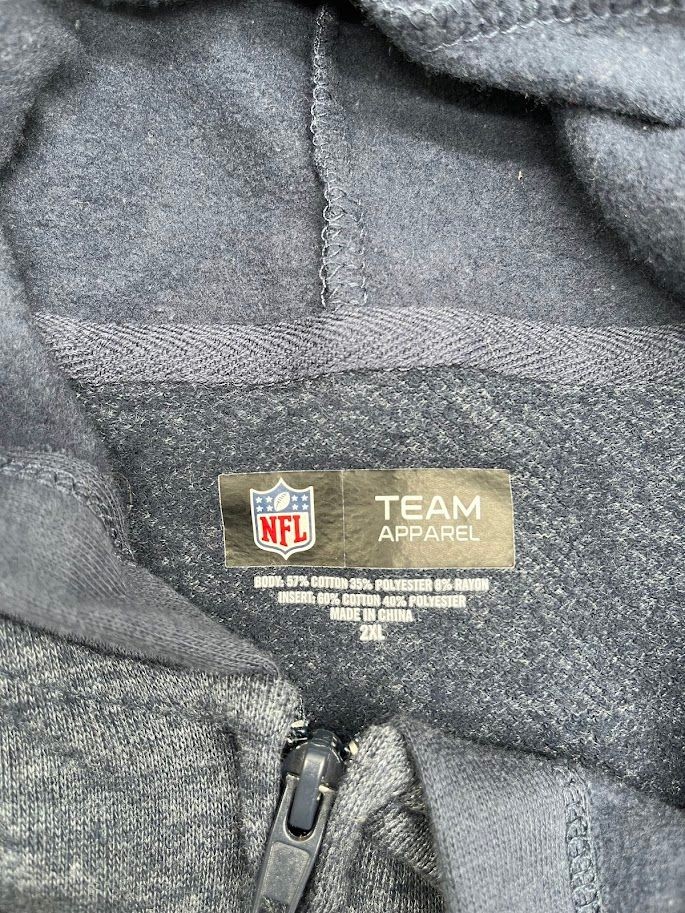 NFL
TEAM
APPAREL
BODY: 57% COTTON 35% POLYESTER 8% RAYON
INSERT: 60% COTTON 40% POLYESTER
MADE IN CHINA
2XL